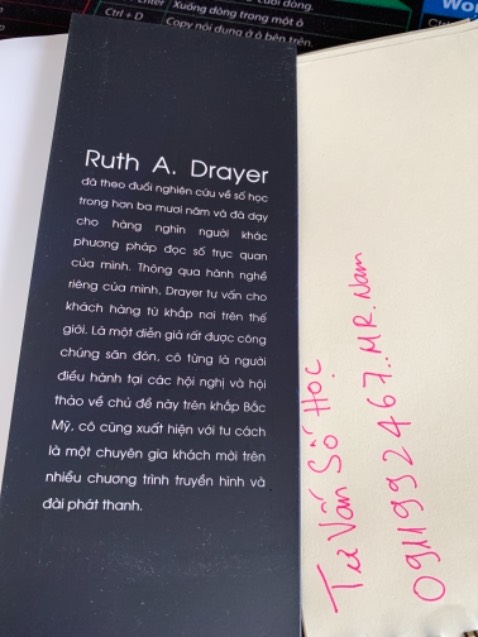 Ctrl + D
Xuống dòng trong một ô
Copy nội dung ở ô bên trên.
Ruth A. Drayer
đã theo đuổi nghiên cứu về số học
trong hơn ba mươi năm và đã dạy
cho hàng nghìn người khác
phương pháp đọc số trực quan
của mình. Thông qua hành nghề
riêng của mình, Drayer tư vấn cho
khách hàng từ khắp nơi trên thế
giới. Là một diễn giả rất được công
chúng săn đón, cô từng là người
điều hành tại các hội nghị và hội
thảo về chủ đề này trên khắp Bắc
Mỹ, cô cũng xuất hiện với tư cách
là một chuyên gia khách mời trên
nhiều chương trình truyền hình và
đài phát thanh.
Tư Vấn Số Học
0911992467..MR.Nam